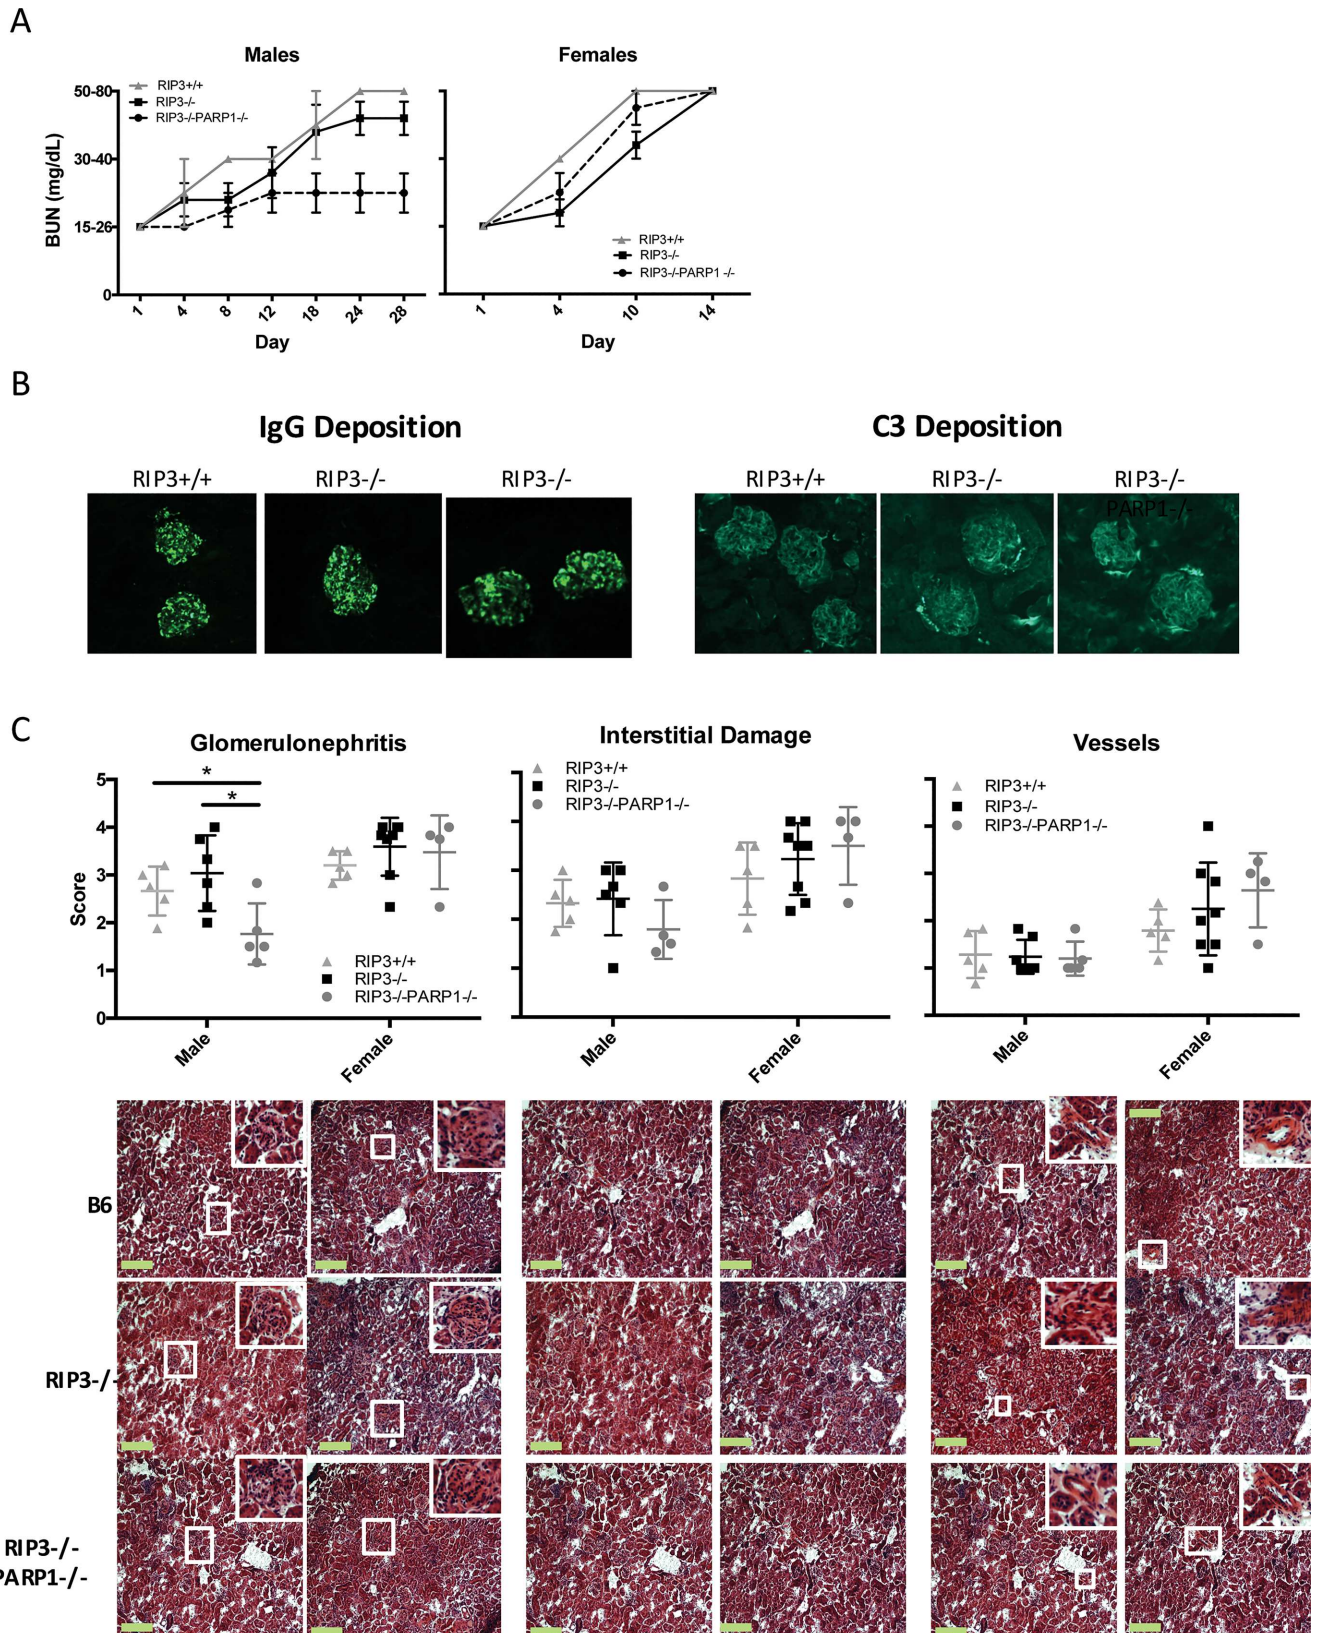 A
Males
Females
RIP3+/+
RIP3-/-
RIP3-/-PARP1-/-
50-80
30-40
15-26
0
BUN (mg/dL)
1 4 8 12 18 24 28
Day
RIP3+/+
RIP3-/-
RIP3-/-PARP1 -/-
1 4 10 14
Day
B
IgG Deposition
C3 Deposition
RIP3+/+ RIP3-/- RIP3-/-
RIP3+/+ RIP3-/- RIP3-/-
PARP1-/-
C
Glomerulonephritis
Interstitial Damage
Vessels
*
*
5
4
3
2
1
0
Score
RIP3+/+
RIP3-/-
RIP3-/-PARP1-/-
Male Female
RIP3+/+
RIP3-/-
RIP3-/-PARP1-/-
Male Female
RIP3+/+
RIP3-/-
RIP3-/-PARP1-/-
Male Female
B6
RIP3-/-
RIP3-/-
PARP1-/-